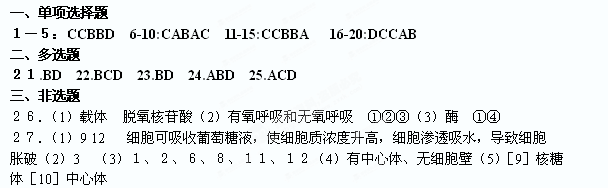 一、单项选择题
1－5：CCBBD 6-10:CABAC 11-15:CCBBA 16-20:DCCAB
二、多选题
２１.BD 22.BCD 23.BD 24.ABD 25.ACD
三、非选题
２６．（1）载体 脱氧核苷酸（2）有氧呼吸和无氧呼吸 ①②③（3）酶 ①④
２７．（1）9 12 细胞可吸收葡萄糖液，使细胞质浓度升高，细胞渗透吸水，导致细胞
胀破（2）3 （3）１、２、６、８、１１、１２（4）有中心体、无细胞壁（5）［9］核糖
体［10］中心体